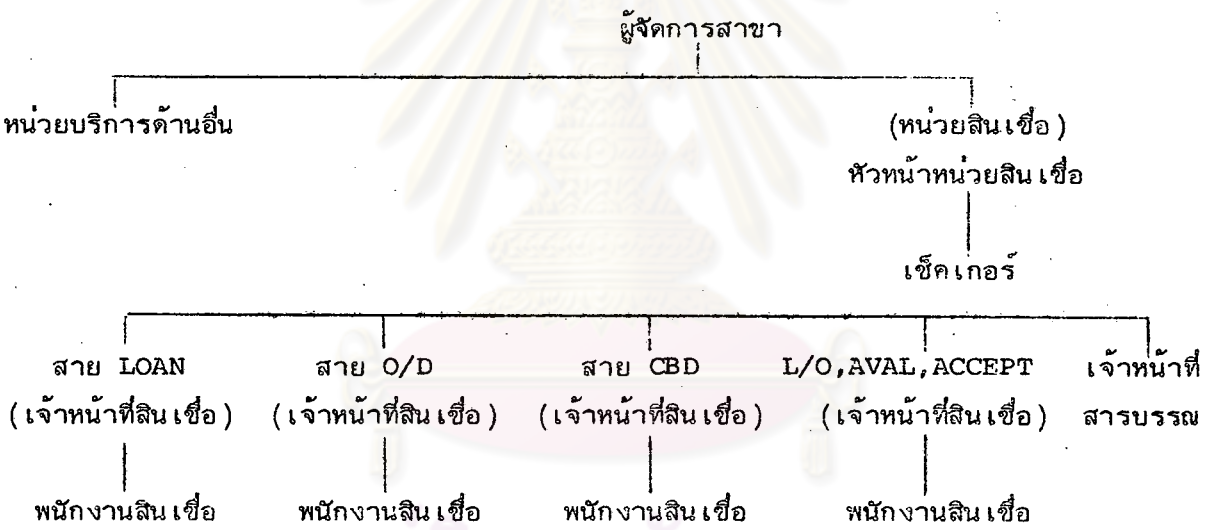 ผู้จัดการสาขา
หน่วยบริการด้านอื่น (หน่วยสินเชื่อ)
หัวหน้าหน่วยสินเชื่อ
เช็คเกอร์
สาย LOAN สาย O/D สาย CBD L/O,AVAL,ACCEPT เจ้าหน้าที่
(เจ้าหน้าที่สินเชื่อ) (เจ้าหน้าที่สินเชื่อ) (เจ้าหน้าที่สินเชื่อ) (เจ้าหน้าที่สินเชื่อ) สารบรรณ
พนักงานสินเชื่อ พนักงานสินเชื่อ พนักงานสินเชื่อ พนักงานสินเชื่อ